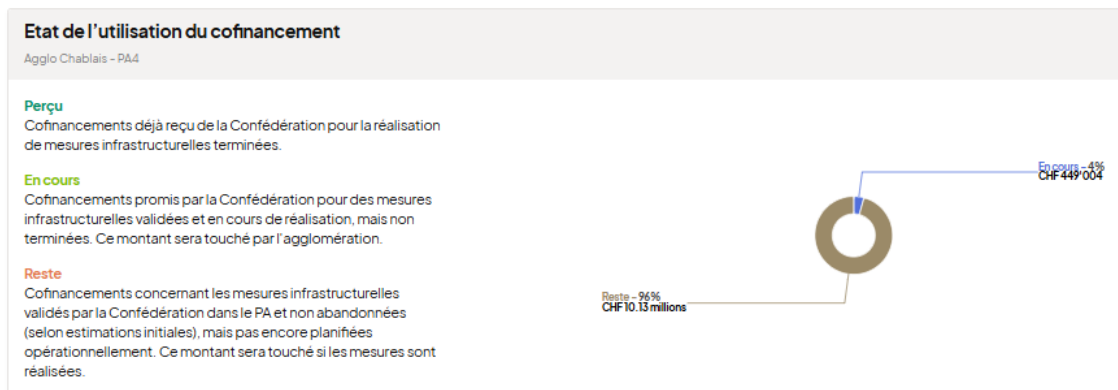 Etat de l’utilisation du cofinancement
Agglo Chablais – PA4
Perçu
Cofinancements déjà reçu de la Confédération pour la réalisation
de mesures infrastructurelles terminées.
En cours
Cofinancements promis par la Confédération pour des mesures
infrastructurelles validées et en cours de réalisation, mais non
terminées. Ce montant sera touché par l'agglomération.
Reste
Cofinancements concernant les mesures infrastructurelles
validés par la Confédération dans le PA et non abandonnées
(selon estimations initiales), mais pas encore planifiées
opérationnellement. Ce montant sera touché si les mesures sont
réalisées.
En cours – 4%
CHF 449'004
Reste – 96%
CHF 10.13 millions